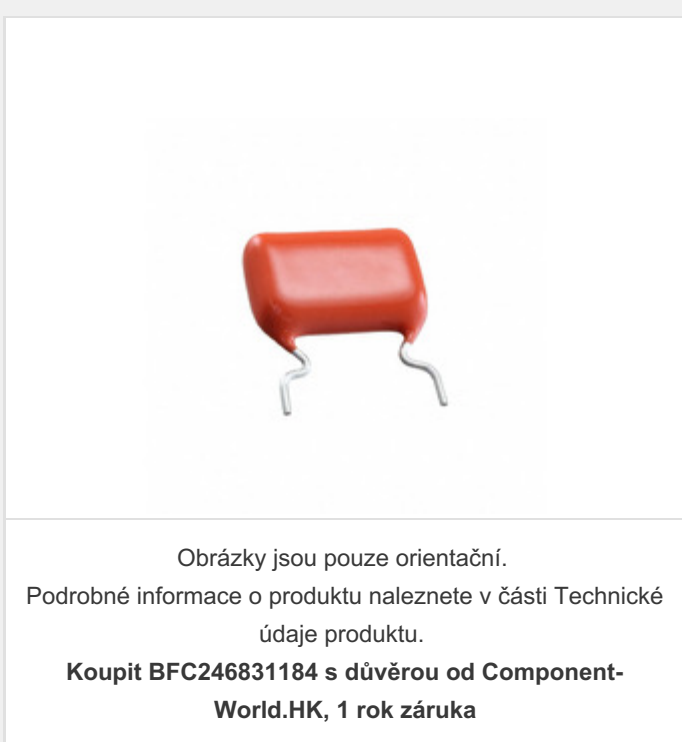 Obrázky jsou pouze orientační.
Podrobné informace o produktu naleznete v části Technické
údaje produktu.
Koupit BFC246831184 s důvěrou od Component-
World.HK, 1 rok záruka